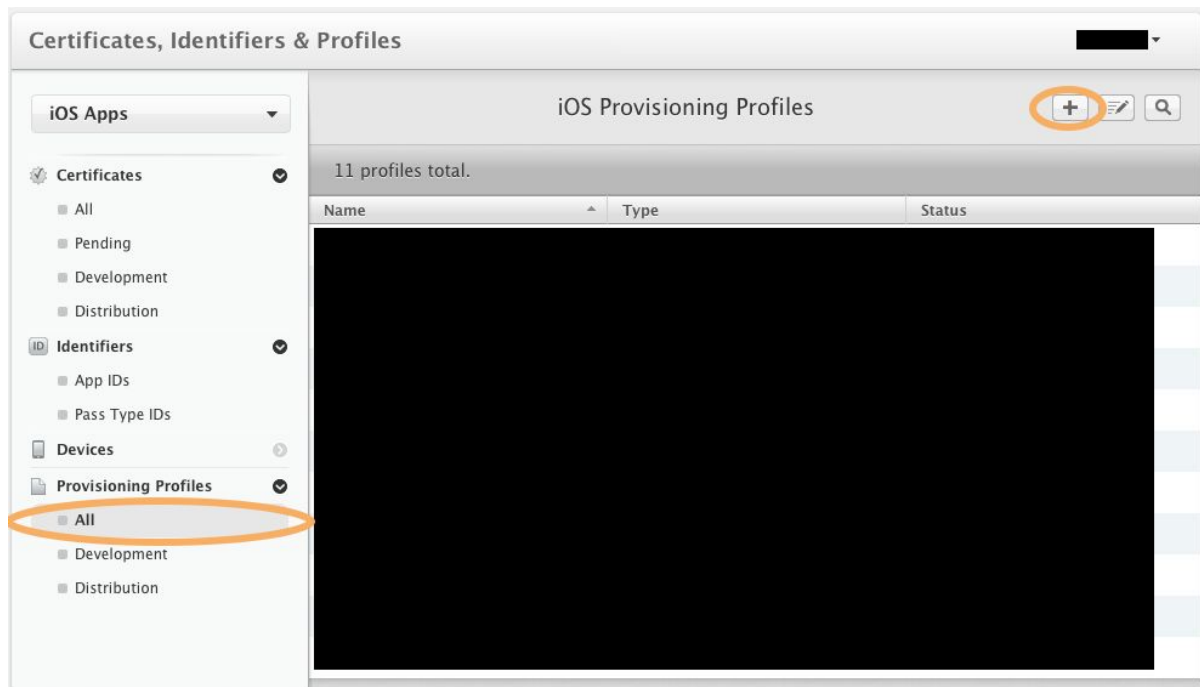 Certificates, Identifiers & Profiles
iOS Apps
iOS Provisioning Profiles
11 profiles total.
Name Type Status
Certificates
All
Pending
Development
Distribution
ID Identifiers
App IDs
Pass Type IDs
Devices
Provisioning Profiles
All
Development
Distribution